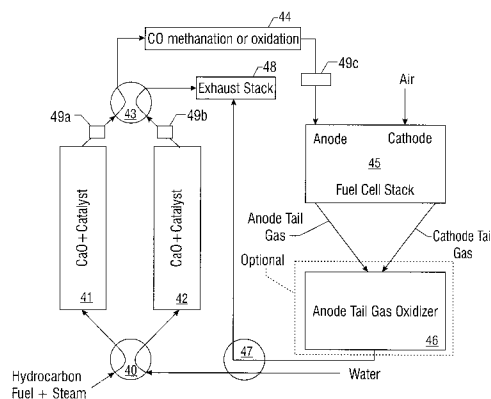 44
CO methanation or oxidation
48
Exhaust Stack
49c
Air
49a
43
49b
Anode
Cathode
45
Fuel Cell Stack
CaO+Catalyst
41
CaO+Catalyst
42
Anode Tail
Gas
Cathode Tail
Gas
Optional
Anode Tail Gas Oxidizer
46
47
40
Hydrocarbon
Fuel + Steam
Water